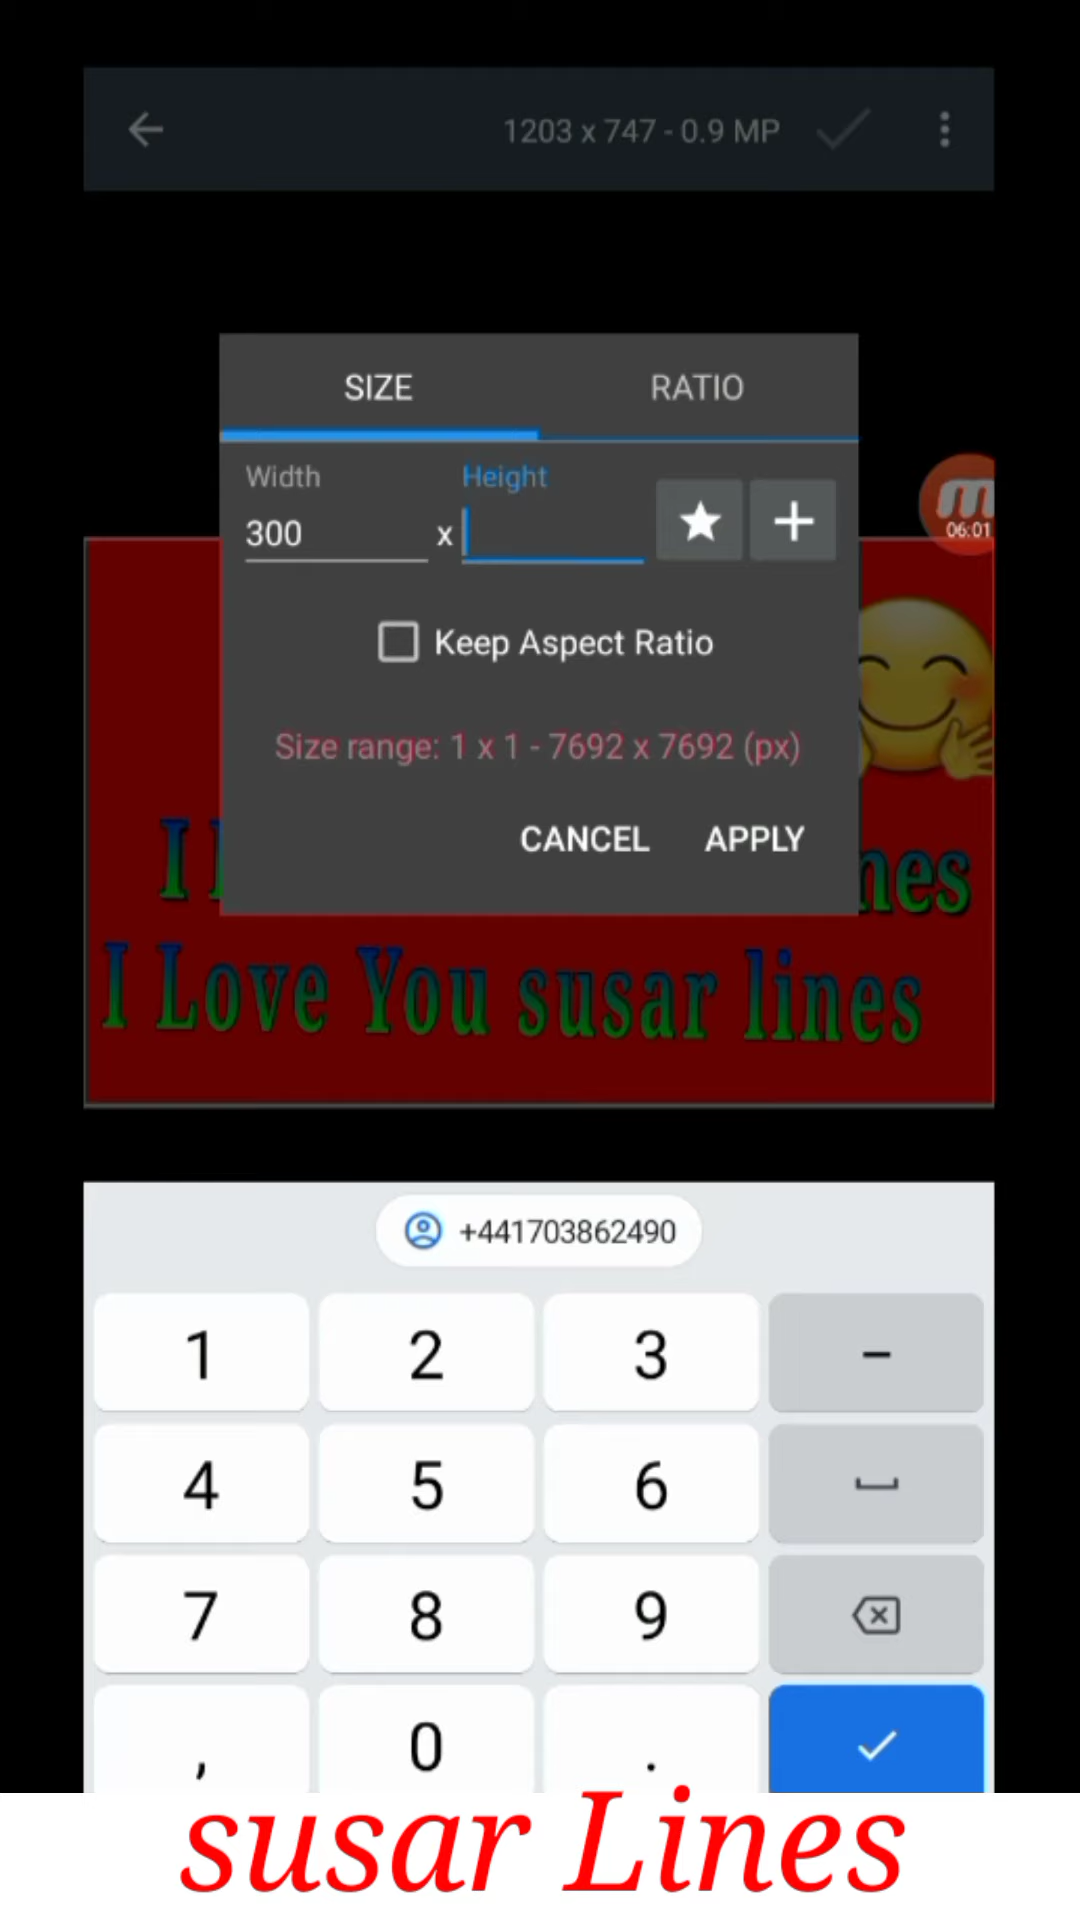 1203 x 747 - 0.9 MP
SIZE
RATIO
Width
Height
300
x
06:01
Keep Aspect Ratio
Size range: 1 x 1 - 7692 x 7692 (px)
CANCEL
APPLY
I
nes
I Love You susar lines
+441703862490
1
2
3
-
4
5
6
7
8
9
,
0
.
susar Lines